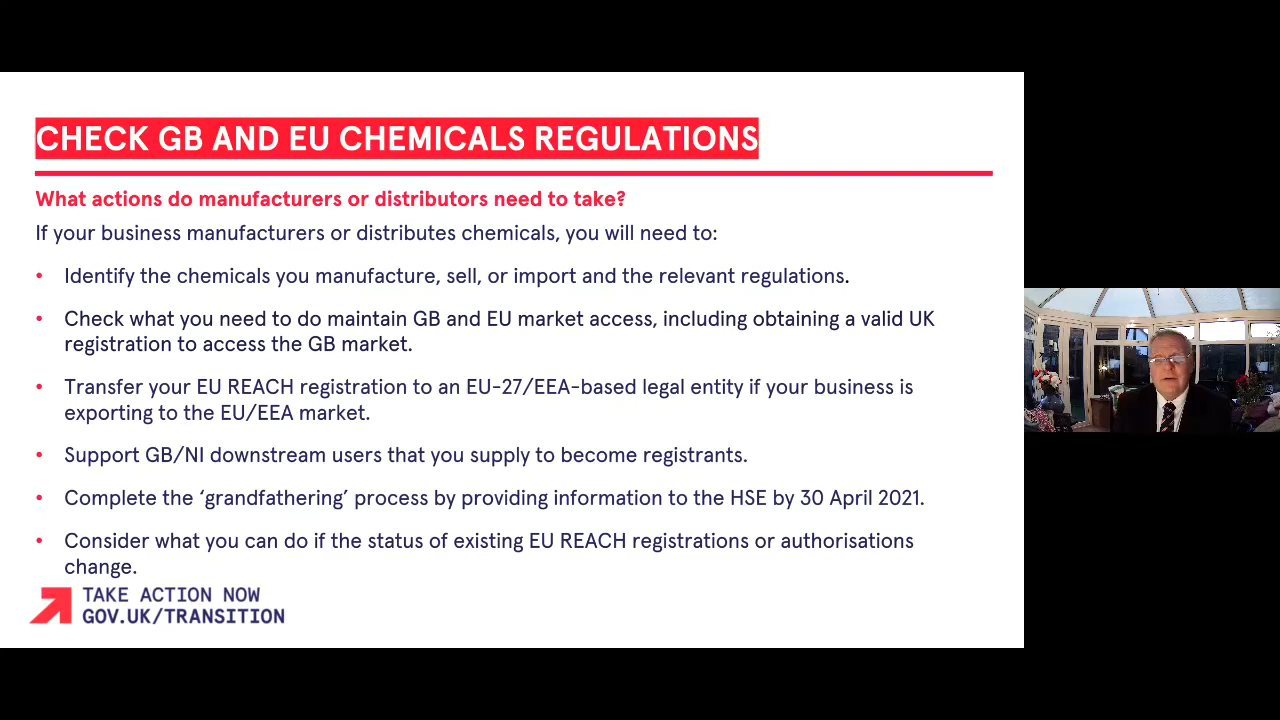 CHECK GB AND EU CHEMICALS REGULATIONS
What actions do manufacturers or distributors need to take?
If your business manufacturers or distributes chemicals, you will need to:
• Identify the chemicals you manufacture, sell, or import and the relevant regulations.
• Check what you need to do maintain GB and EU market access, including obtaining a valid UK
registration to access the GB market.
• Transfer your EU REACH registration to an EU-27/EEA-based legal entity if your business is
exporting to the EU/EEA market.
• Support GB/NI downstream users that you supply to become registrants.
• Complete the ‘grandfathering’ process by providing information to the HSE by 30 April 2021.
• Consider what you can do if the status of existing EU REACH registrations or authorisations
change.
TAKE ACTION NOW
GOV.UK/TRANSITION